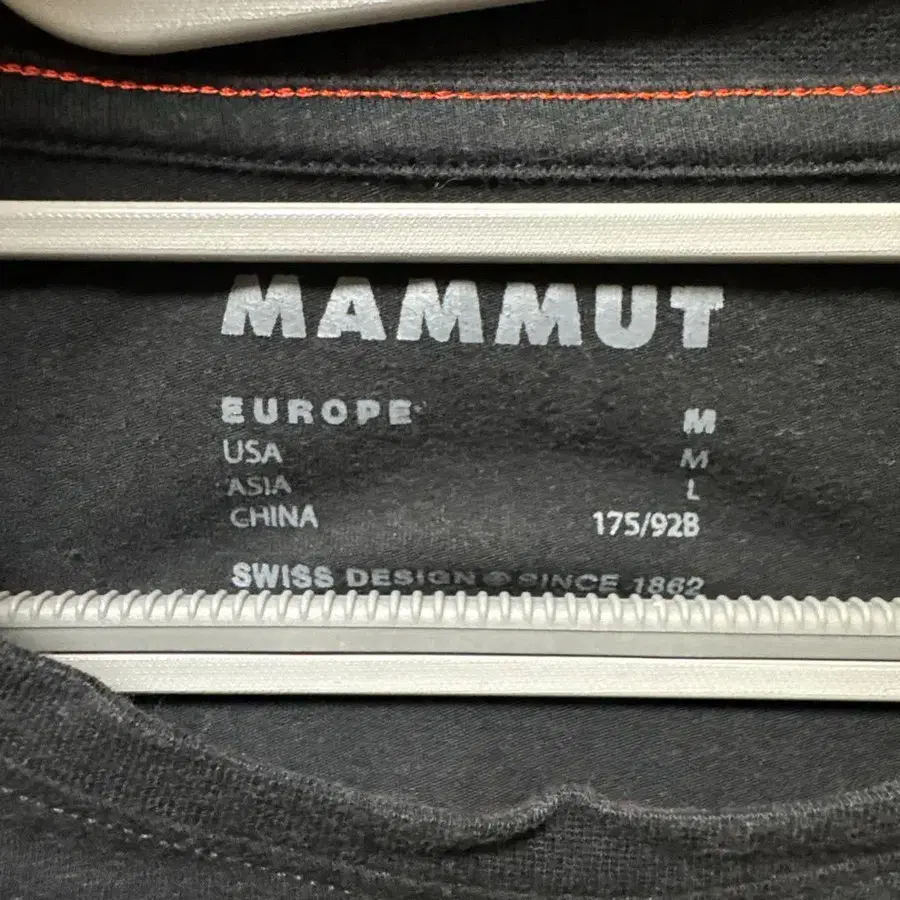 MAMMUT
EUROPE M
USA M
ASIA L
CHINA 175/92B
SWISS DESIGN SINCE 1862